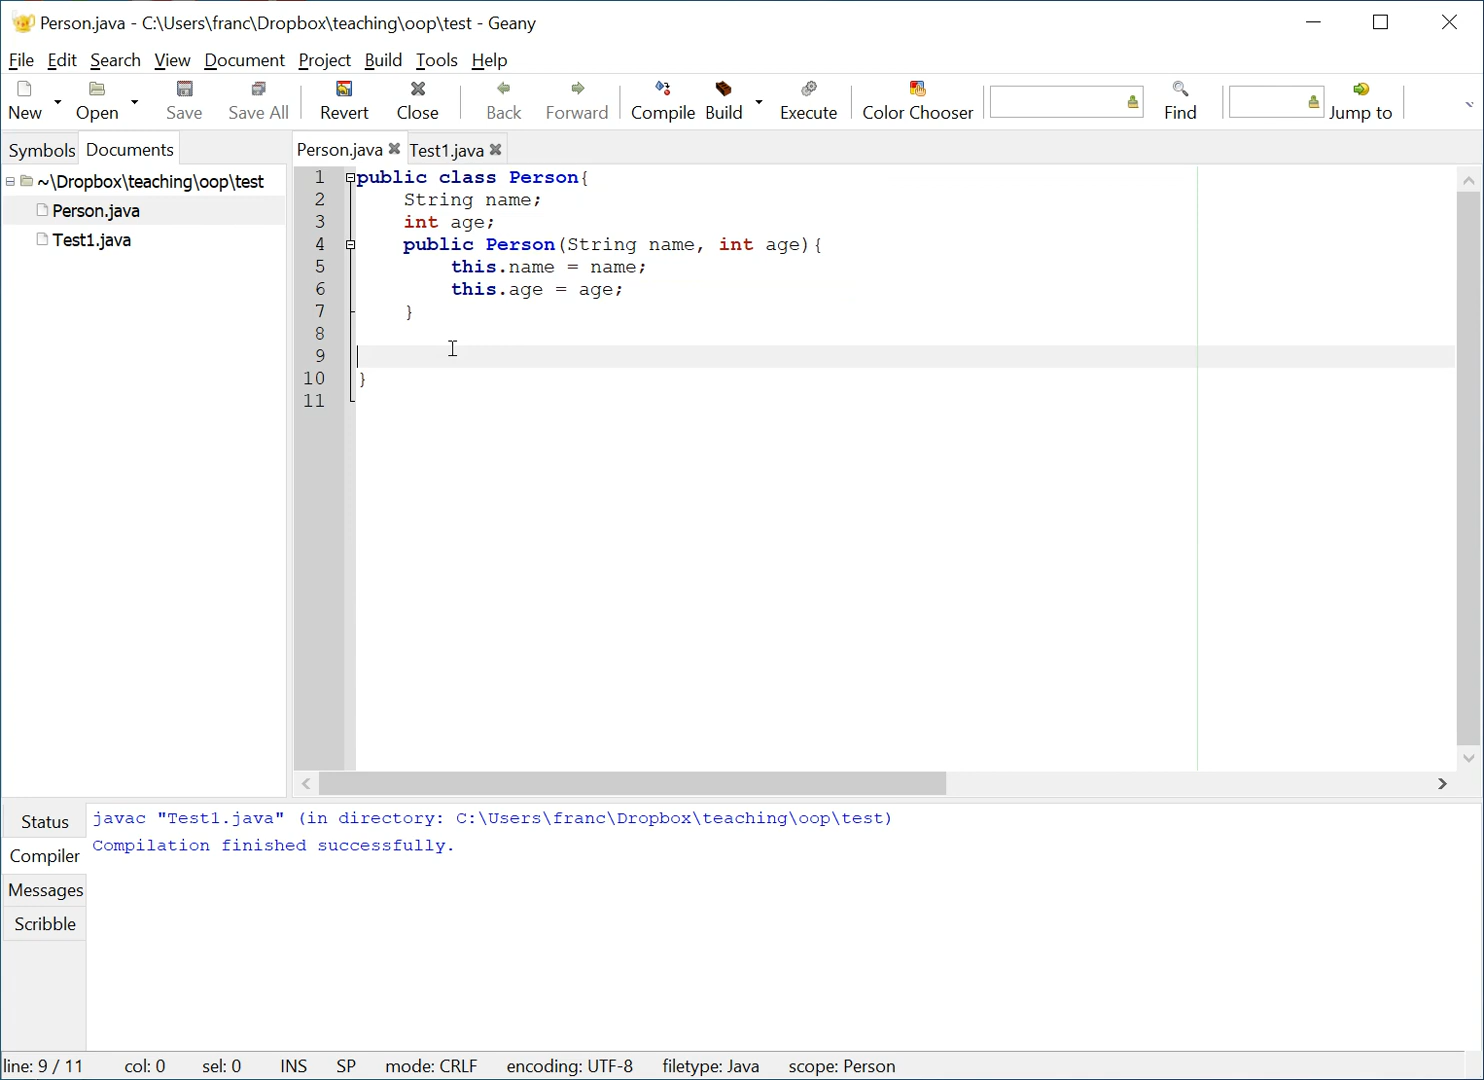 Person.java - C:\Users\franc\Dropbox\teaching\oop\test - Geany
File Edit Search View Document Project Build Tools Help
New Open Save Save All Revert Close Back Forward Compile Build Execute Color Chooser Find Jump to
Symbols Documents Person.java Test1.java
~\Dropbox\teaching\oop\test
Person.java
Test1.java
1 public class Person{
2 String name;
3 int age;
4 public Person(String name, int age){
5 this.name = name;
6 this.age = age;
7 }
8
9
10 }
11
Status
Compiler
Messages
Scribble
javac "Test1.java" (in directory: C:\Users\franc\Dropbox\teaching\oop\test)
Compilation finished successfully.
line: 9 / 11 col: 0 sel: 0 INS SP mode: CRLF encoding: UTF-8 filetype: Java scope: Person